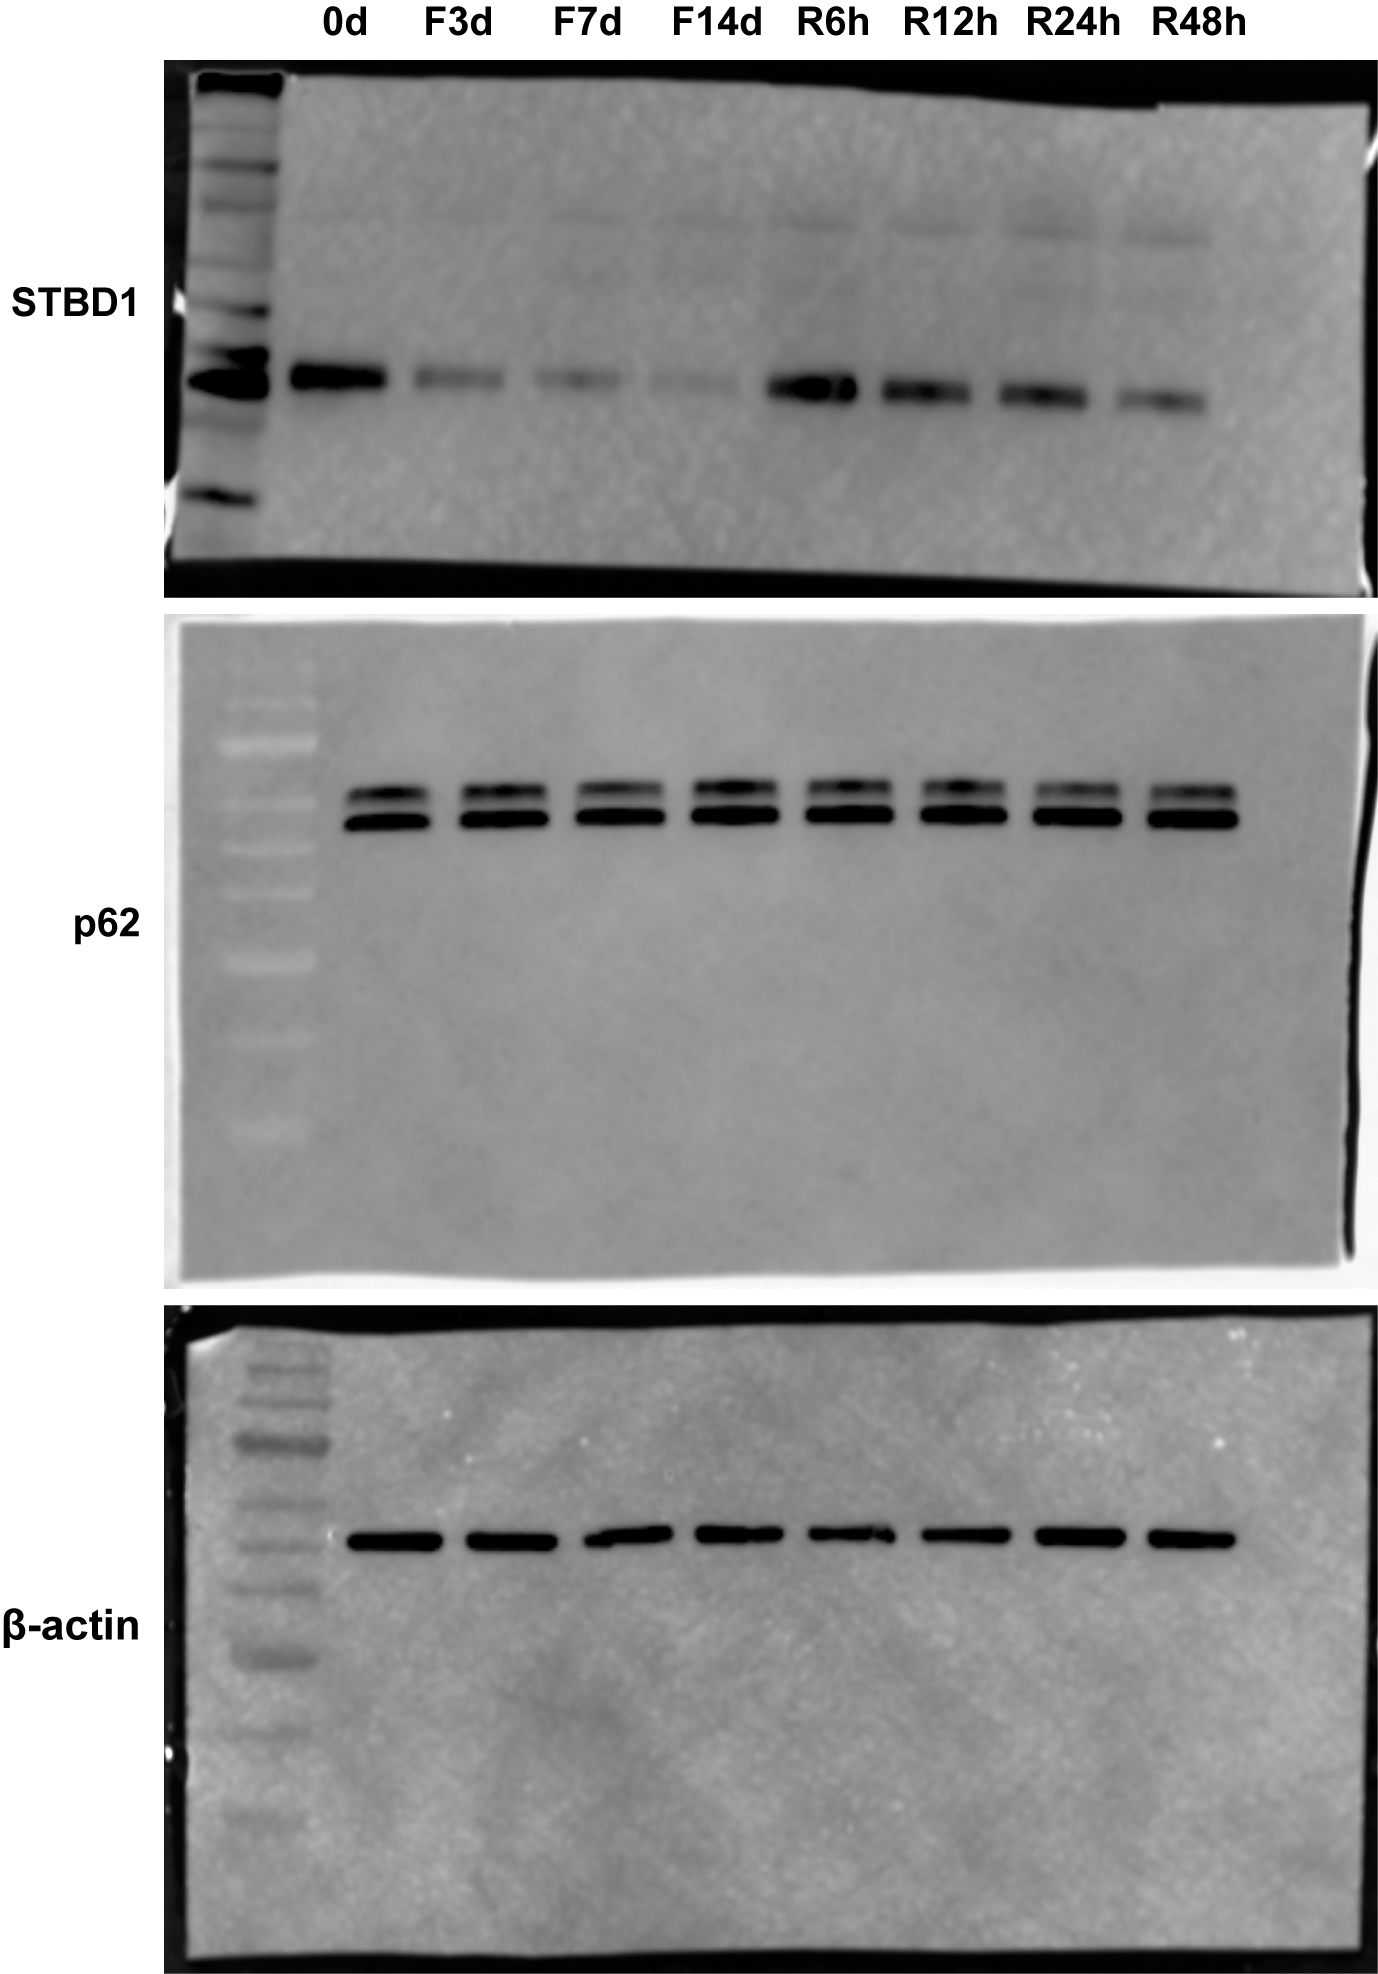 0d F3d F7d F14d R6h R12h R24h R48h
STBD1
p62
β-actin